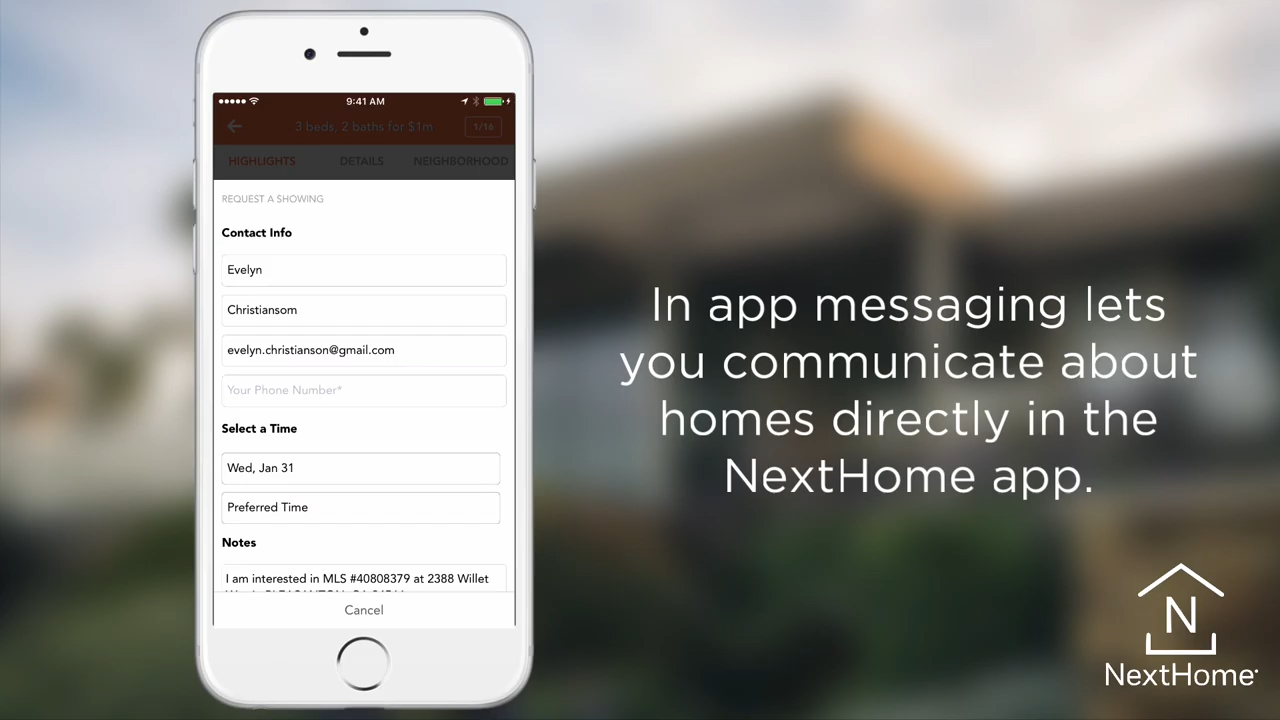 9:41 AM
3 beds, 2 baths for $1m
1/16
HIGHLIGHTS DETAILS NEIGHBORHOOD
REQUEST A SHOWING
Contact Info
Evelyn
Christiansom
evelyn.christianson@gmail.com
Your Phone Number*
Select a Time
Wed, Jan 31
Preferred Time
Notes
I am interested in MLS #40808379 at 2388 Willet
Cancel
In app messaging lets
you communicate about
homes directly in the
NextHome app.
N
NextHome